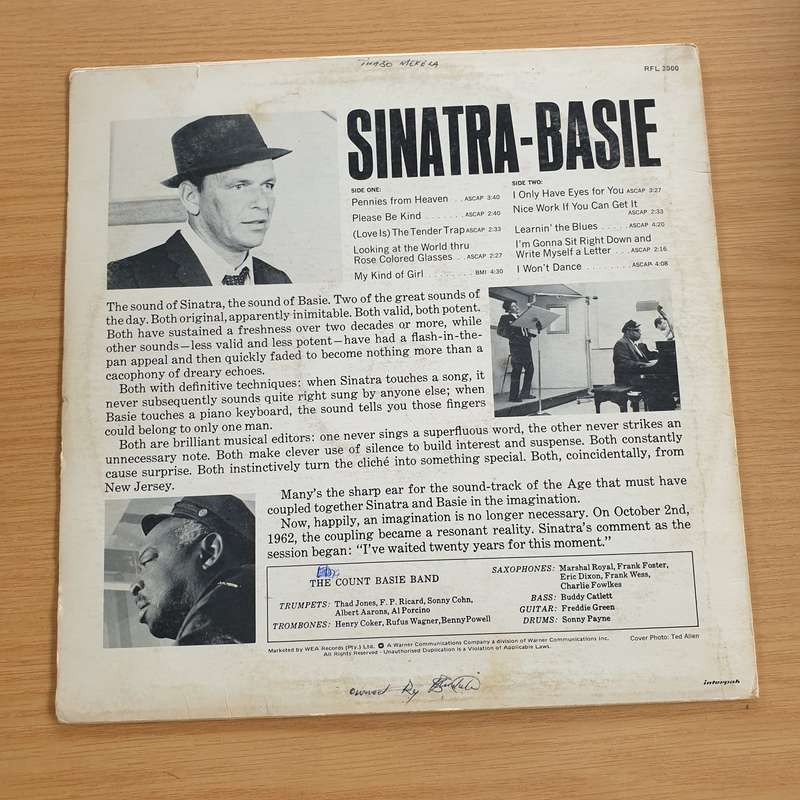 THABO MEKELA
RFL 2000
SINATRA-BASIE
SIDE ONE:
Pennies from Heaven . . ASCAP 3:40
Please Be Kind . . . . . . . ASCAP 2:40
(Love Is) The Tender Trap ASCAP 2:33
Looking at the World thru
Rose Colored Glasses . . ASCAP 2:27
My Kind of Girl . . . . . . . . BMI 4:30
SIDE TWO:
I Only Have Eyes for You ASCAP 3:27
Nice Work If You Can Get It
ASCAP 2:33
Learnin' the Blues . . . . . ASCAP 4:20
I'm Gonna Sit Right Down and
Write Myself a Letter . . . ASCAP 2:16
I Won't Dance . . . . . . . . ASCAP 4:08
The sound of Sinatra, the sound of Basie. Two of the great sounds of
the day. Both original, apparently inimitable. Both valid, both potent.
Both have sustained a freshness over two decades or more, while
other sounds—less valid and less potent—have had a flash-in-the-
pan appeal and then quickly faded to become nothing more than a
cacophony of dreary echoes.
Both with definitive techniques: when Sinatra touches a song, it
never subsequently sounds quite right sung by anyone else; when
Basie touches a piano keyboard, the sound tells you those fingers
could belong to only one man.
Both are brilliant musical editors: one never sings a superfluous word, the other never strikes an
unnecessary note. Both make clever use of silence to build interest and suspense. Both constantly
cause surprise. Both instinctively turn the cliché into something special. Both, coincidentally, from
New Jersey.
Many's the sharp ear for the sound-track of the Age that must have
coupled together Sinatra and Basie in the imagination.
Now, happily, an imagination is no longer necessary. On October 2nd,
1962, the coupling became a resonant reality. Sinatra's comment as the
session began: "I've waited twenty years for this moment."
THE COUNT BASIE BAND
TRUMPETS: Thad Jones, F. P. Ricard, Sonny Cohn,
Albert Aarons, Al Porcino
TROMBONES: Henry Coker, Rufus Wagner, Benny Powell
SAXOPHONES: Marshal Royal, Frank Foster,
Eric Dixon, Frank Wess,
Charlie Fowlkes
BASS: Buddy Catlett
GUITAR: Freddie Green
DRUMS: Sonny Payne
Marketed by WEA Records (Pty.) Ltd. A Warner Communications Company a division of Warner Communications Inc.
All Rights Reserved - Unauthorised Duplication is a Violation of Applicable Laws.
Cover Photo: Ted Allen
interpak
owned By